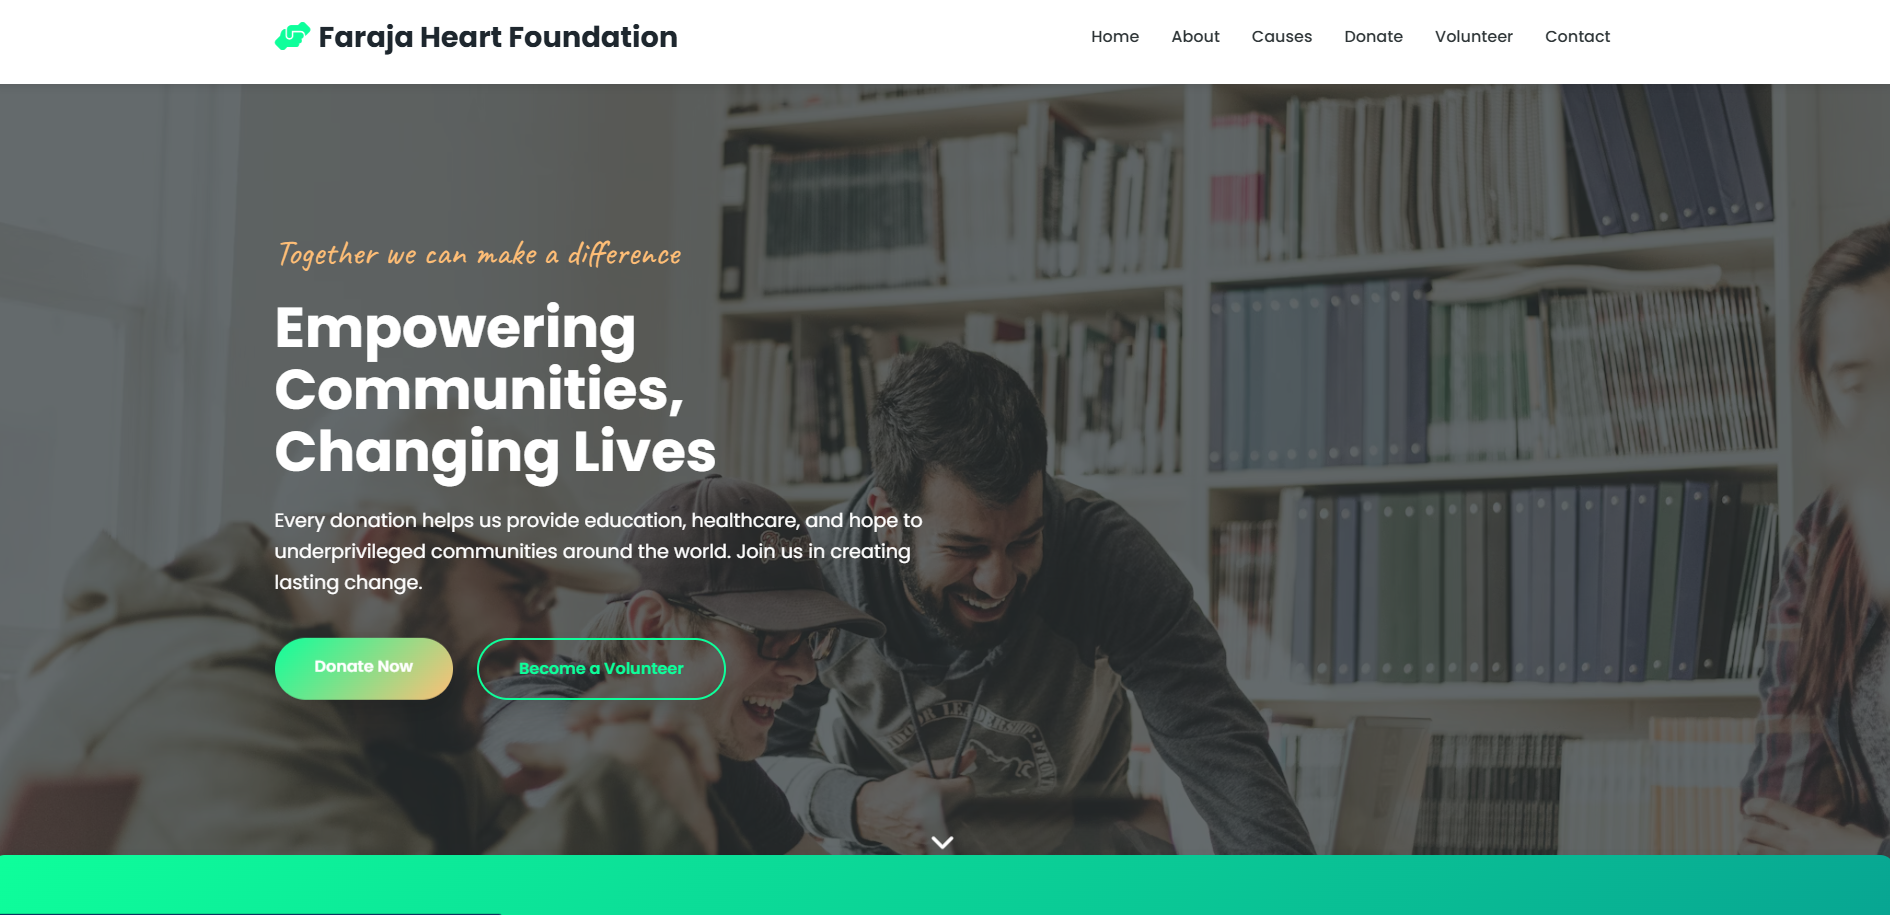 Faraja Heart Foundation
Home About Causes Donate Volunteer Contact
Together we can make a difference
Empowering
Communities,
Changing Lives
Every donation helps us provide education, healthcare, and hope to
underprivileged communities around the world. Join us in creating
lasting change.
Donate Now
Become a Volunteer